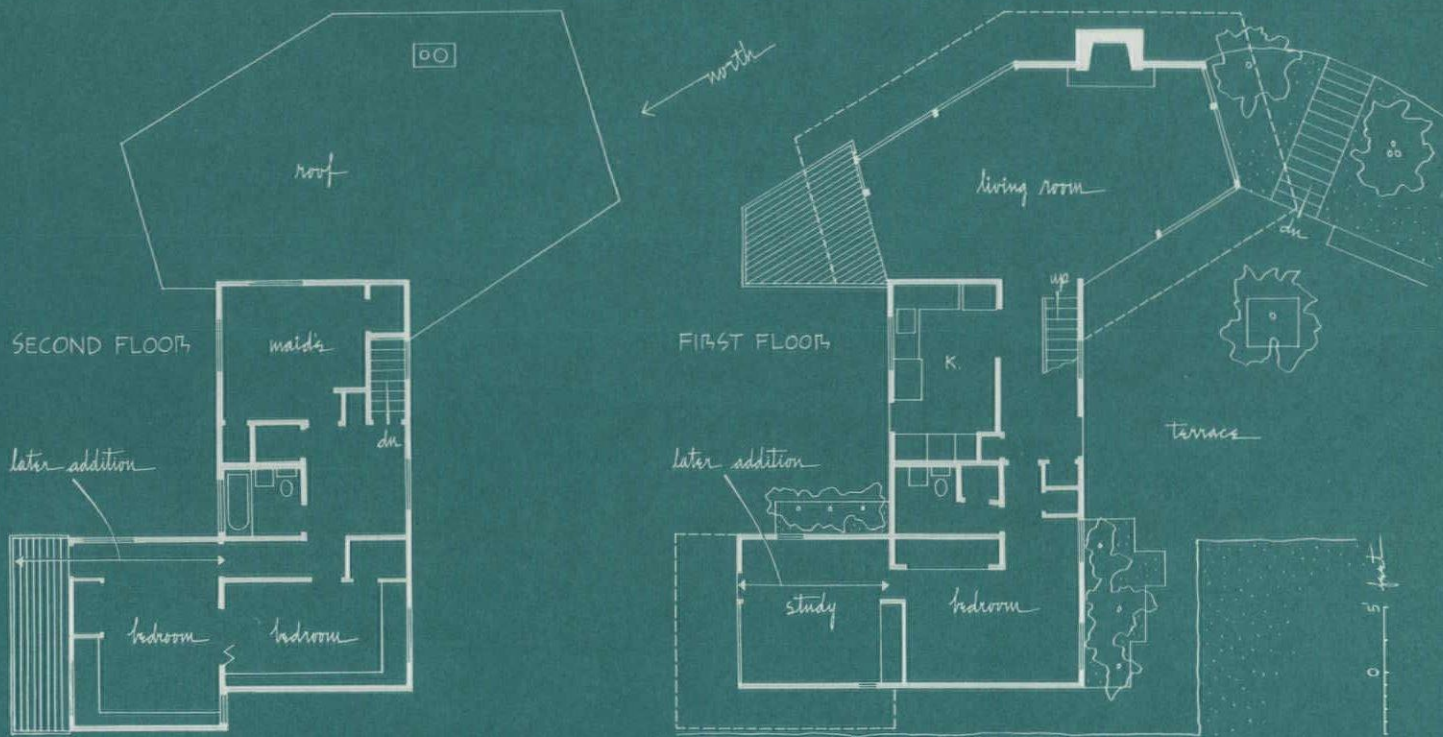 north
roof
living room
dn
up
SECOND FLOOR
maid's
FIRST FLOOR
K.
dn
terrace
later addition
later addition
bedroom
bedroom
study
bedroom
0 5 feet